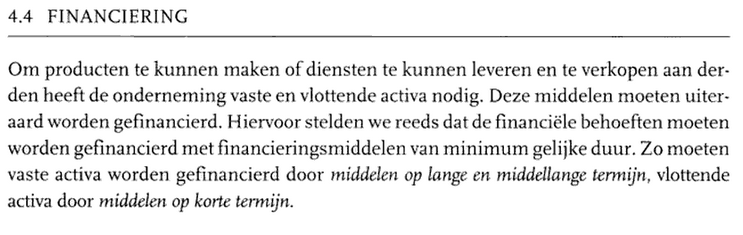 4.4 FINANCIERING
Om producten te kunnen maken of diensten te kunnen leveren en te verkopen aan der-
den heeft de onderneming vaste en vlottende activa nodig. Deze middelen moeten uiter-
aard worden gefinancierd. Hiervoor stelden we reeds dat de financiële behoeften moeten
worden gefinancierd met financieringsmiddelen van minimum gelijke duur. Zo moeten
vaste activa worden gefinancierd door middelen op lange en middellange termijn, vlottende
activa door middelen op korte termijn.